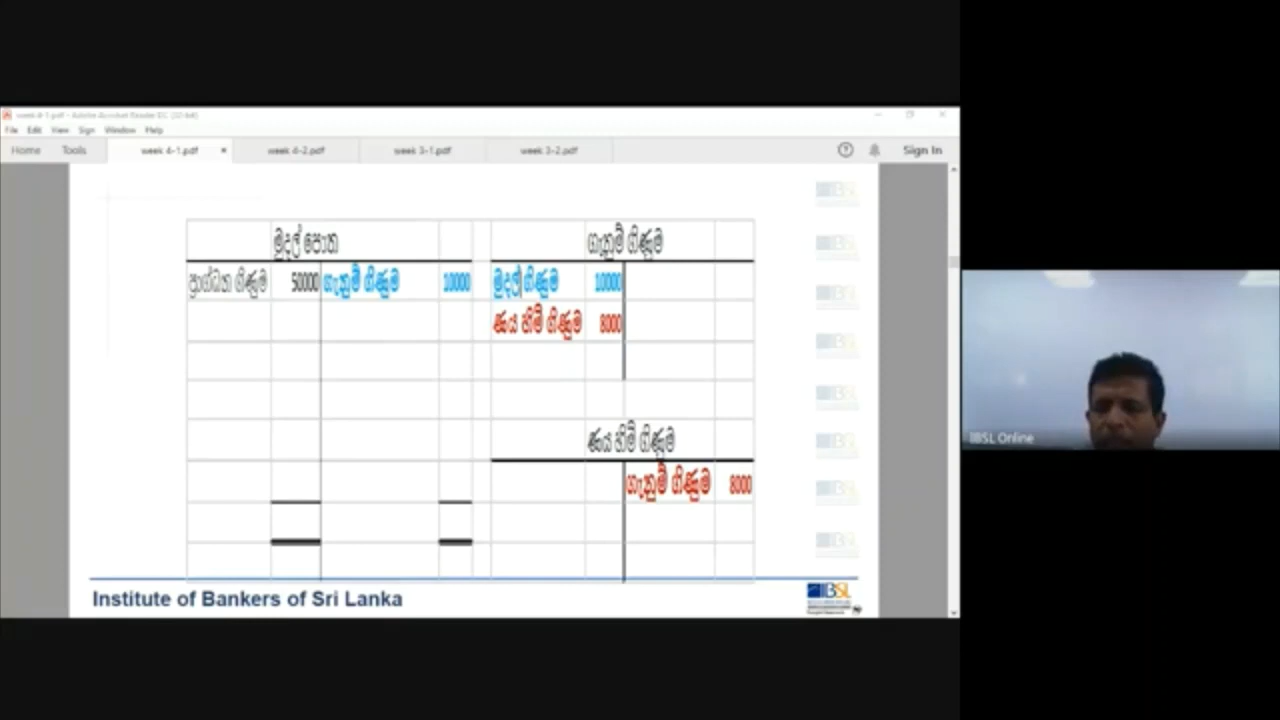 week 4-1.pdf - Adobe Acrobat Reader DC (32-bit)
File Edit View Sign Window Help
Home Tools week 4-1.pdf × week 4-2.pdf week 3-1.pdf week 3-2.pdf Sign In
මුදල් පොත ගැනුම් ගිණුම
ප්‍රාග්ධන ගිණුම 50000 ගැනුම් ගිණුම 10000 මුදල් ගිණුම 10000
ණය හිමි ගිණුම 8000
ණය හිමි ගිණුම
ගැනුම් ගිණුම 8000
Institute of Bankers of Sri Lanka
IBSL
IBSL Online